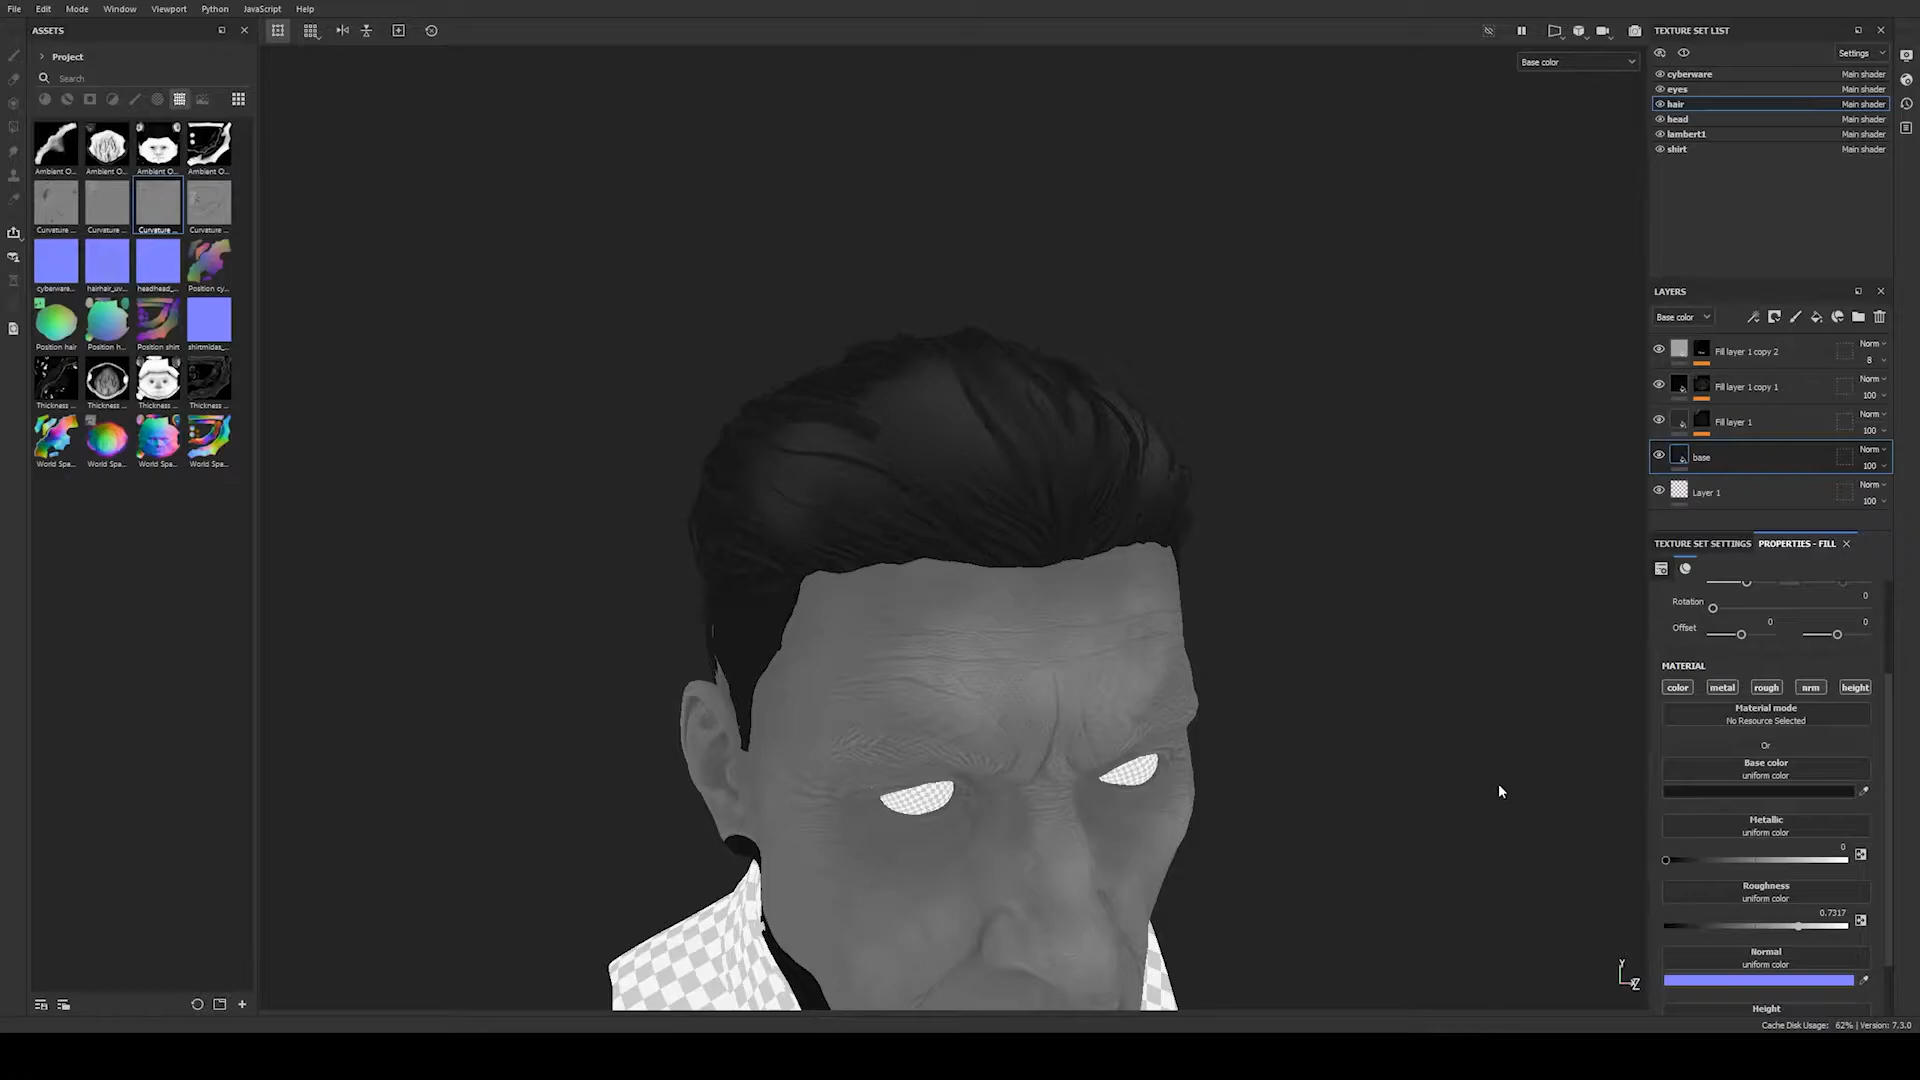 File Edit Mode Window Viewport Python JavaScript Help
ASSETS
Project
Search
Ambient O... Ambient O... Ambient O... Ambient O...
Curvature ... Curvature ... Curvature ... Curvature ...
cyberware... hairhair_uv... headhead_... Position cy...
Position hair Position h... Position shirt shirtmidas_...
Thickness ... Thickness ... Thickness ... Thickness ...
World Spa... World Spa... World Spa... World Spa...
Base color
Y
Z
TEXTURE SET LIST
Settings
cyberware Main shader
eyes Main shader
hair Main shader
head Main shader
lambert1 Main shader
shirt Main shader
LAYERS
Base color
Fill layer 1 copy 2 Norm 8
Fill layer 1 copy 1 Norm 100
Fill layer 1 Norm 100
base Norm 100
Layer 1 Norm 100
TEXTURE SET SETTINGS PROPERTIES - FILL
Rotation 0
Offset 0 0
MATERIAL
color metal rough nrm height
Material mode
No Resource Selected
Or
Base color
uniform color
Metallic
uniform color
0
Roughness
uniform color
0.7317
Normal
uniform color
Height
Cache Disk Usage: 62% | Version: 7.3.0